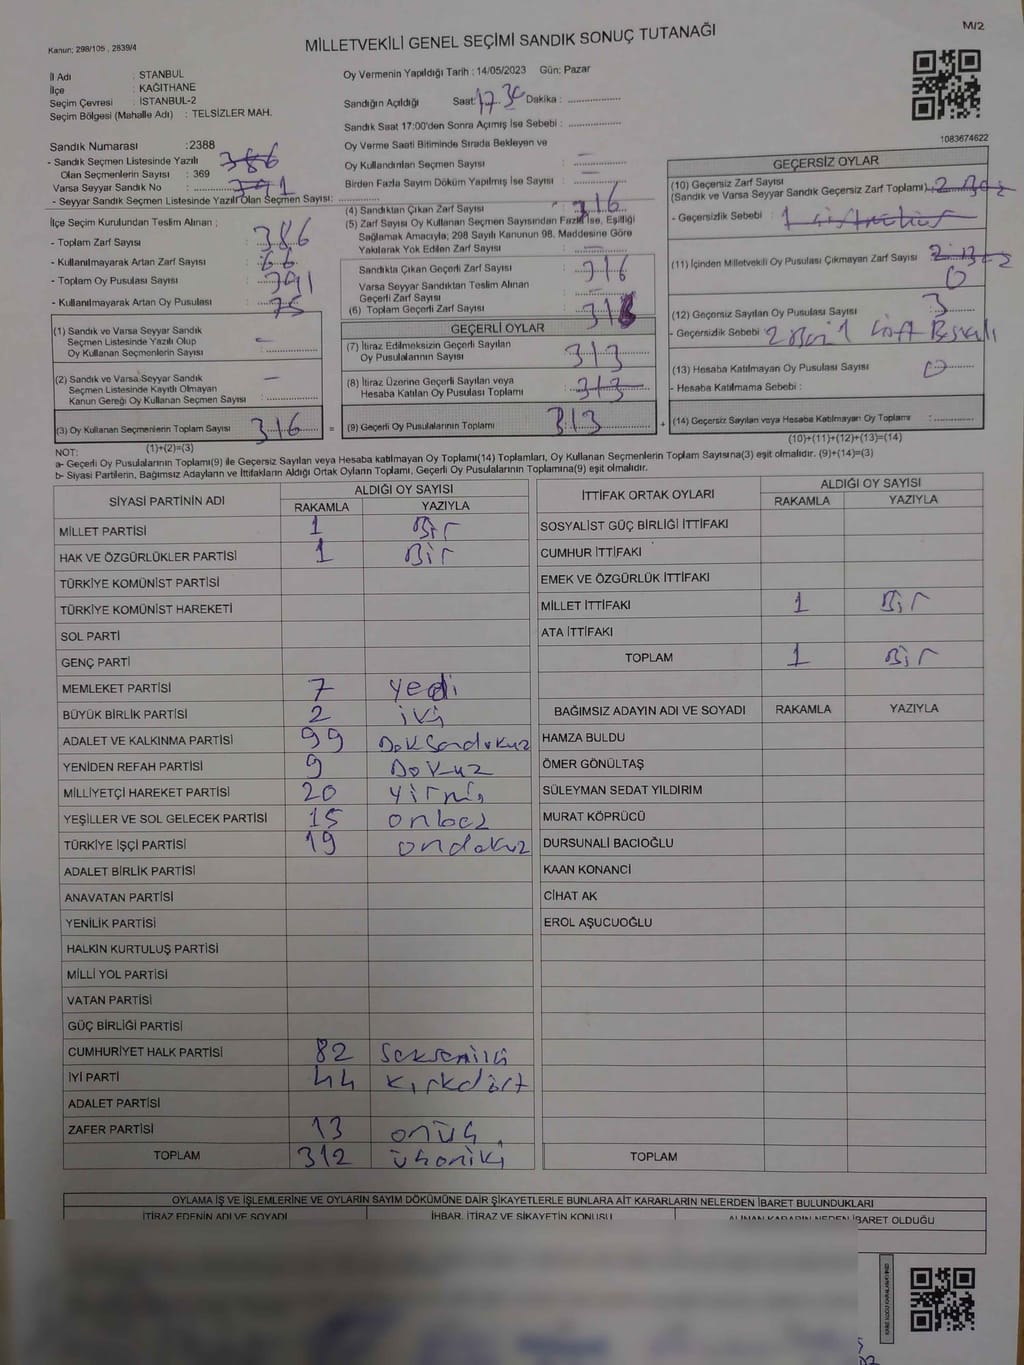 M/2
Kanun: 298/105 , 2839/4
MİLLETVEKİLİ GENEL SEÇİMİ SANDIK SONUÇ TUTANAĞI
İl Adı : STANBUL
İlçe : KAĞITHANE
Seçim Çevresi : İSTANBUL-2
Seçim Bölgesi (Mahalle Adı) : TELSİZLER MAH.
Oy Vermenin Yapıldığı Tarih : 14/05/2023 Gün: Pazar
Sandığın Açıldığı Saat: 17.30 Dakika :
Sandık Saat 17:00'den Sonra Açılmış İse Sebebi :
1083674622
Sandık Numarası : 2388
- Sandık Seçmen Listesinde Yazılı 386
Olan Seçmenlerin Sayısı : 369
Varsa Seyyar Sandık No : 391
- Seyyar Sandık Seçmen Listesinde Yazılı Olan Seçmen Sayısı:
Oy Verme Saati Bitiminde Sırada Bekleyen ve
Oy Kullandırılan Seçmen Sayısı : –
Birden Fazla Sayım Döküm Yapılmış İse Sayısı : –
İlçe Seçim Kurulundan Teslim Alınan ;
- Toplam Zarf Sayısı : 386
- Kullanılmayarak Artan Zarf Sayısı : 66
- Toplam Oy Pusulası Sayısı : 391
- Kullanılmayarak Artan Oy Pusulası : 75
(1) Sandık ve Varsa Seyyar Sandık
Seçmen Listesinde Yazılı Olup
Oy Kullanan Seçmenlerin Sayısı : –
(2) Sandık ve Varsa Seyyar Sandık
Seçmen Listesinde Kayıtlı Olmayan
Kanun Gereği Oy Kullanan Seçmen Sayısı : –
(3) Oy Kullanan Seçmenlerin Toplam Sayısı : 316
(1)+(2)=(3)
(4) Sandıktan Çıkan Zarf Sayısı : 316
(5) Zarf Sayısı Oy Kullanan Seçmen Sayısından Fazla İse, Eşitliği
Sağlamak Amacıyla; 298 Sayılı Kanunun 98. Maddesine Göre
Yakılarak Yok Edilen Zarf Sayısı : –
Sandıkta Çıkan Geçerli Zarf Sayısı : 316
Varsa Seyyar Sandıktan Teslim Alınan
Geçerli Zarf Sayısı : –
(6) Toplam Geçerli Zarf Sayısı : 316
GEÇERLİ OYLAR
(7) İtiraz Edilmeksizin Geçerli Sayılan
Oy Pusulalarının Sayısı : 313
(8) İtiraz Üzerine Geçerli Sayılan veya
Hesaba Katılan Oy Pusulası Toplamı : 313
= (9) Geçerli Oy Pusulalarının Toplamı : 313 +
GEÇERSİZ OYLAR
(10) Geçersiz Zarf Sayısı
(Sandık ve Varsa Seyyar Sandık Geçersiz Zarf Toplamı) :
- Geçersizlik Sebebi : 1
(11) İçinden Milletvekili Oy Pusulası Çıkmayan Zarf Sayısı :
0
(12) Geçersiz Sayılan Oy Pusulası Sayısı : 3
- Geçersizlik Sebebi : 2 1 Çift
(13) Hesaba Katılmayan Oy Pusulası Sayısı : 0
- Hesaba Katılmama Sebebi :
(14) Geçersiz Sayılan veya Hesaba Katılmayan Oy Toplamı :
(10)+(11)+(12)+(13)=(14)
NOT:
a- Geçerli Oy Pusulalarının Toplamı(9) ile Geçersiz Sayılan veya Hesaba Katılmayan Oy Toplamı(14) Toplamları, Oy Kullanan Seçmenlerin Toplam Sayısına(3) eşit olmalıdır. (9)+(14)=(3)
b- Siyasi Partilerin, Bağımsız Adayların ve İttifakların Aldığı Ortak Oyların Toplamı, Geçerli Oy Pusulalarının Toplamına(9) eşit olmalıdır.
SİYASİ PARTİNİN ADI ALDIĞI OY SAYISI
RAKAMLA YAZIYLA
MİLLET PARTİSİ 1 Bir
HAK VE ÖZGÜRLÜKLER PARTİSİ 1 Bir
TÜRKİYE KOMÜNİST PARTİSİ
TÜRKİYE KOMÜNİST HAREKETİ
SOL PARTİ
GENÇ PARTİ
MEMLEKET PARTİSİ 7 yedi
BÜYÜK BİRLİK PARTİSİ 2 iki
ADALET VE KALKINMA PARTİSİ 99 Doksandokuz
YENİDEN REFAH PARTİSİ 9 Dokuz
MİLLİYETÇİ HAREKET PARTİSİ 20 yirmi
YEŞİLLER VE SOL GELECEK PARTİSİ 15 onbeş
TÜRKİYE İŞÇİ PARTİSİ 19 ondokuz
ADALET BİRLİK PARTİSİ
ANAVATAN PARTİSİ
YENİLİK PARTİSİ
HALKIN KURTULUŞ PARTİSİ
MİLLİ YOL PARTİSİ
VATAN PARTİSİ
GÜÇ BİRLİĞİ PARTİSİ
CUMHURİYET HALK PARTİSİ 82 Sekseniki
İYİ PARTİ 44 kırkdört
ADALET PARTİSİ
ZAFER PARTİSİ 13 onüç
TOPLAM 312 üçoniki
İTTİFAK ORTAK OYLARI ALDIĞI OY SAYISI
RAKAMLA YAZIYLA
SOSYALİST GÜÇ BİRLİĞİ İTTİFAKI
CUMHUR İTTİFAKI
EMEK VE ÖZGÜRLÜK İTTİFAKI
MİLLET İTTİFAKI 1 Bir
ATA İTTİFAKI
TOPLAM 1 Bir
BAĞIMSIZ ADAYIN ADI VE SOYADI RAKAMLA YAZIYLA
HAMZA BULDU
ÖMER GÖNÜLTAŞ
SÜLEYMAN SEDAT YILDIRIM
MURAT KÖPRÜCÜ
DURSUNALİ BACIOĞLU
KAAN KONANCİ
CİHAT AK
EROL AŞUCUOĞLU
TOPLAM
OYLAMA İŞ VE İŞLEMLERİNE VE OYLARIN SAYIM DÖKÜMÜNE DAİR ŞİKAYETLERLE BUNLARA AİT KARARLARIN NELERDEN İBARET BULUNDUKLARI
İTİRAZ EDENİN ADI VE SOYADI İHBAR, İTİRAZ VE ŞİKAYETİN KONUSU ALINAN KARARIN NEDEN İBARET OLDUĞU